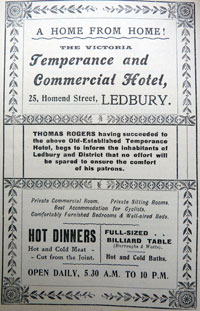 A HOME FROM HOME!
THE VICTORIA
Temperance and
Commercial Hotel,
25, Homend Street, LEDBURY.
THOMAS ROGERS having succeeded to
the above Old-Established Temperance
Hotel, begs to inform the inhabitants of
Ledbury and District that no effort will
be spared to ensure the comfort
of his patrons.
Private Commercial Room. Private Sitting Rooms.
Best Accommodation for Cyclists.
Comfortably Furnished Bedrooms & Well-aired Beds.
HOT DINNERS
Hot and Cold Meat -
- Cut from the Joint.
FULL-SIZED . .
BILLIARD TABLE
(Burroughs & Watts).
Hot and Cold Baths.
OPEN DAILY, 5.30 A.M. TO 10 P.M.